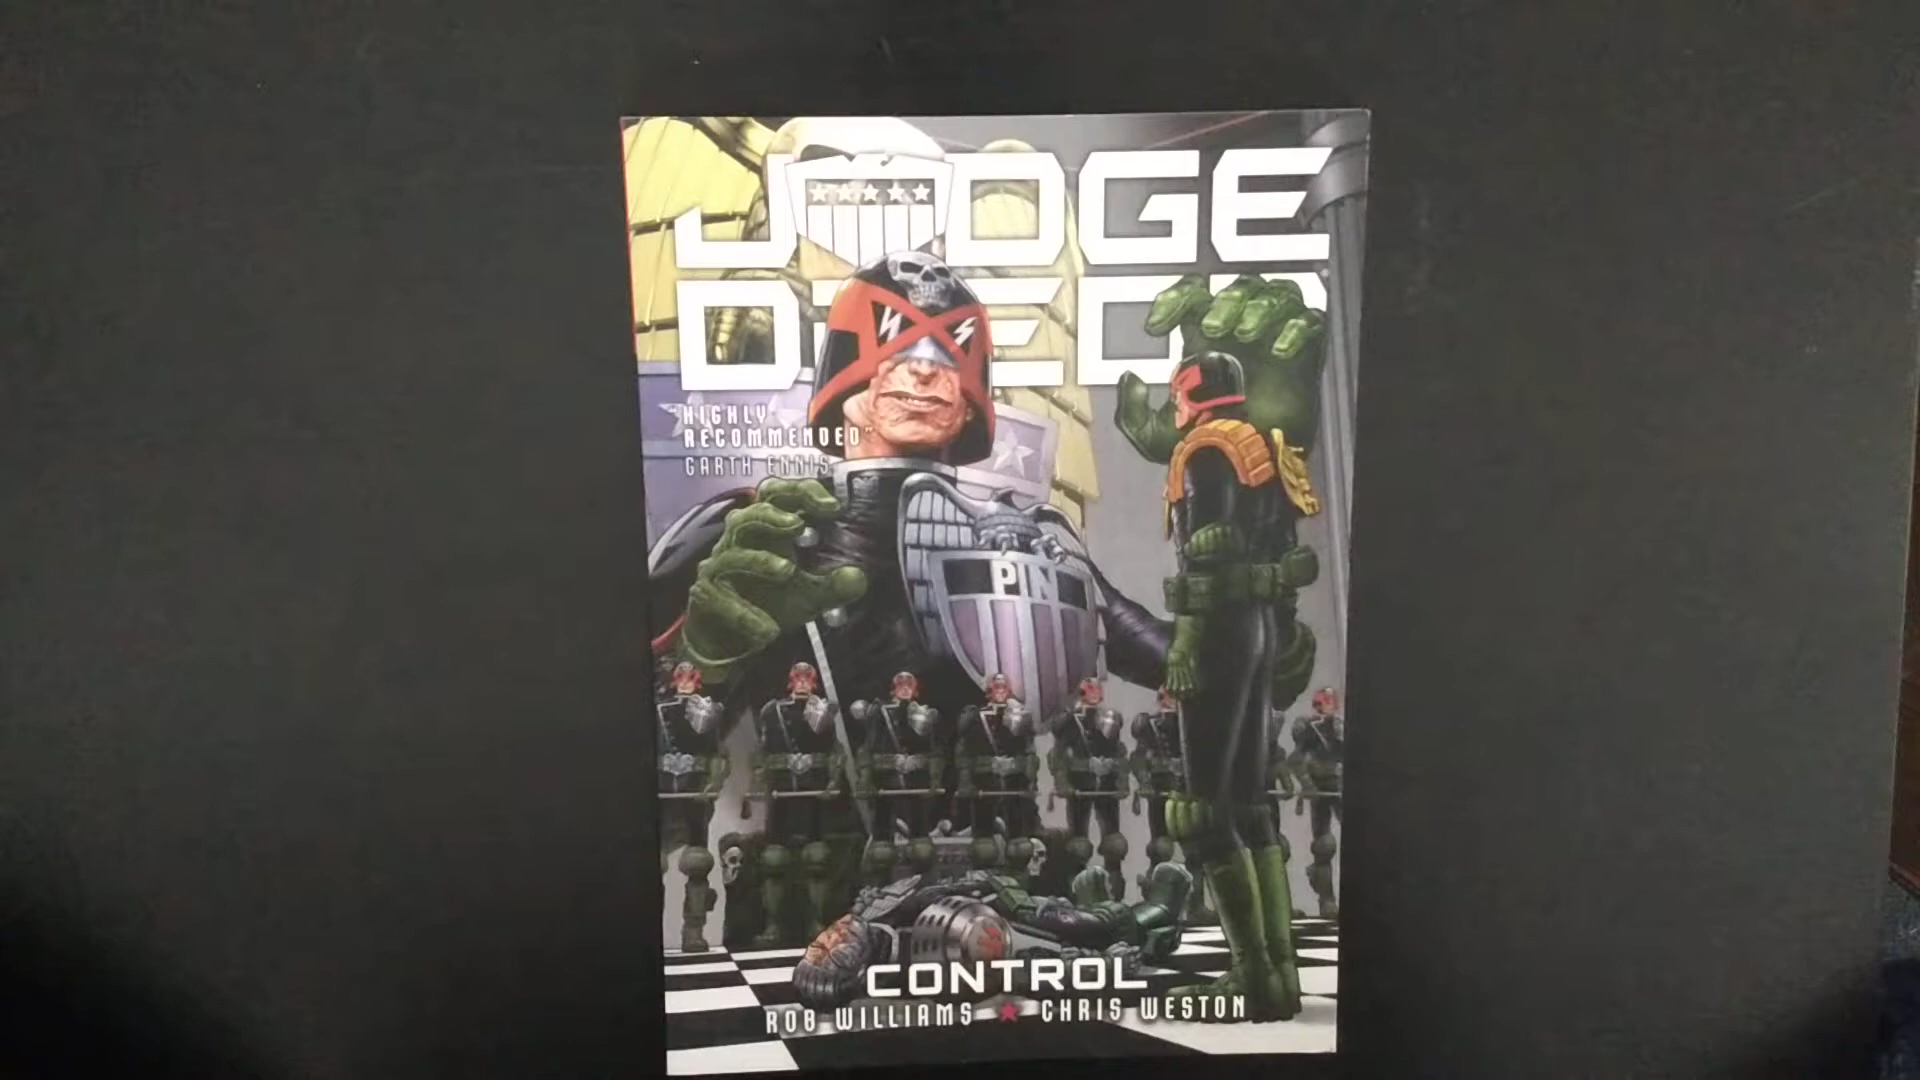 JUDGE
DREDD
"HIGHLY
RECOMMENDED"
GARTH ENNIS
PIN
CONTROL
ROB WILLIAMS ★ CHRIS WESTON